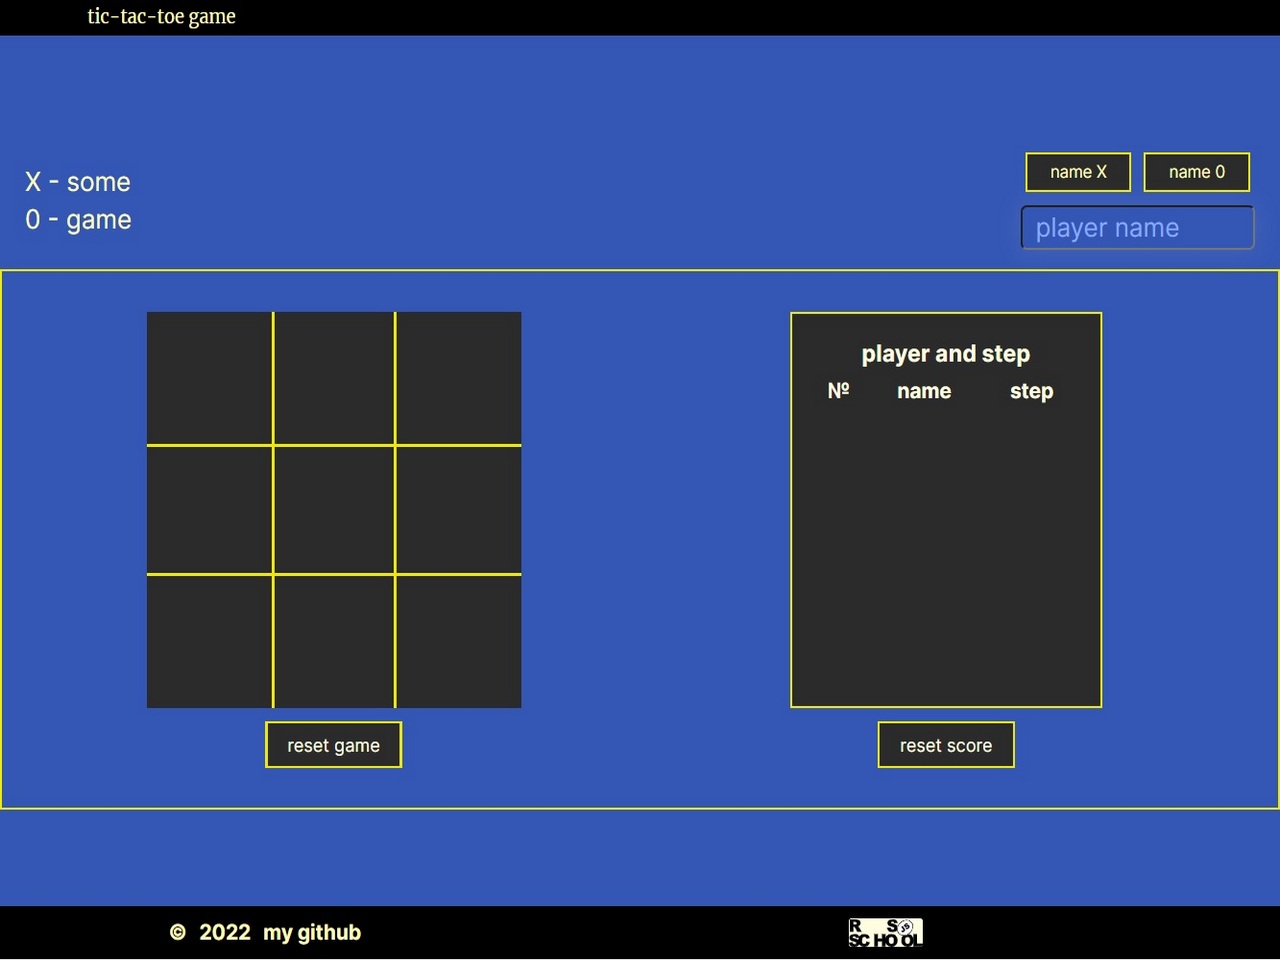 tic-tac-toe game
X - some
0 - game
name X
name 0
player name
player and step
№ name step
reset game
reset score
© 2022 my github
R S JS
SCHOOL